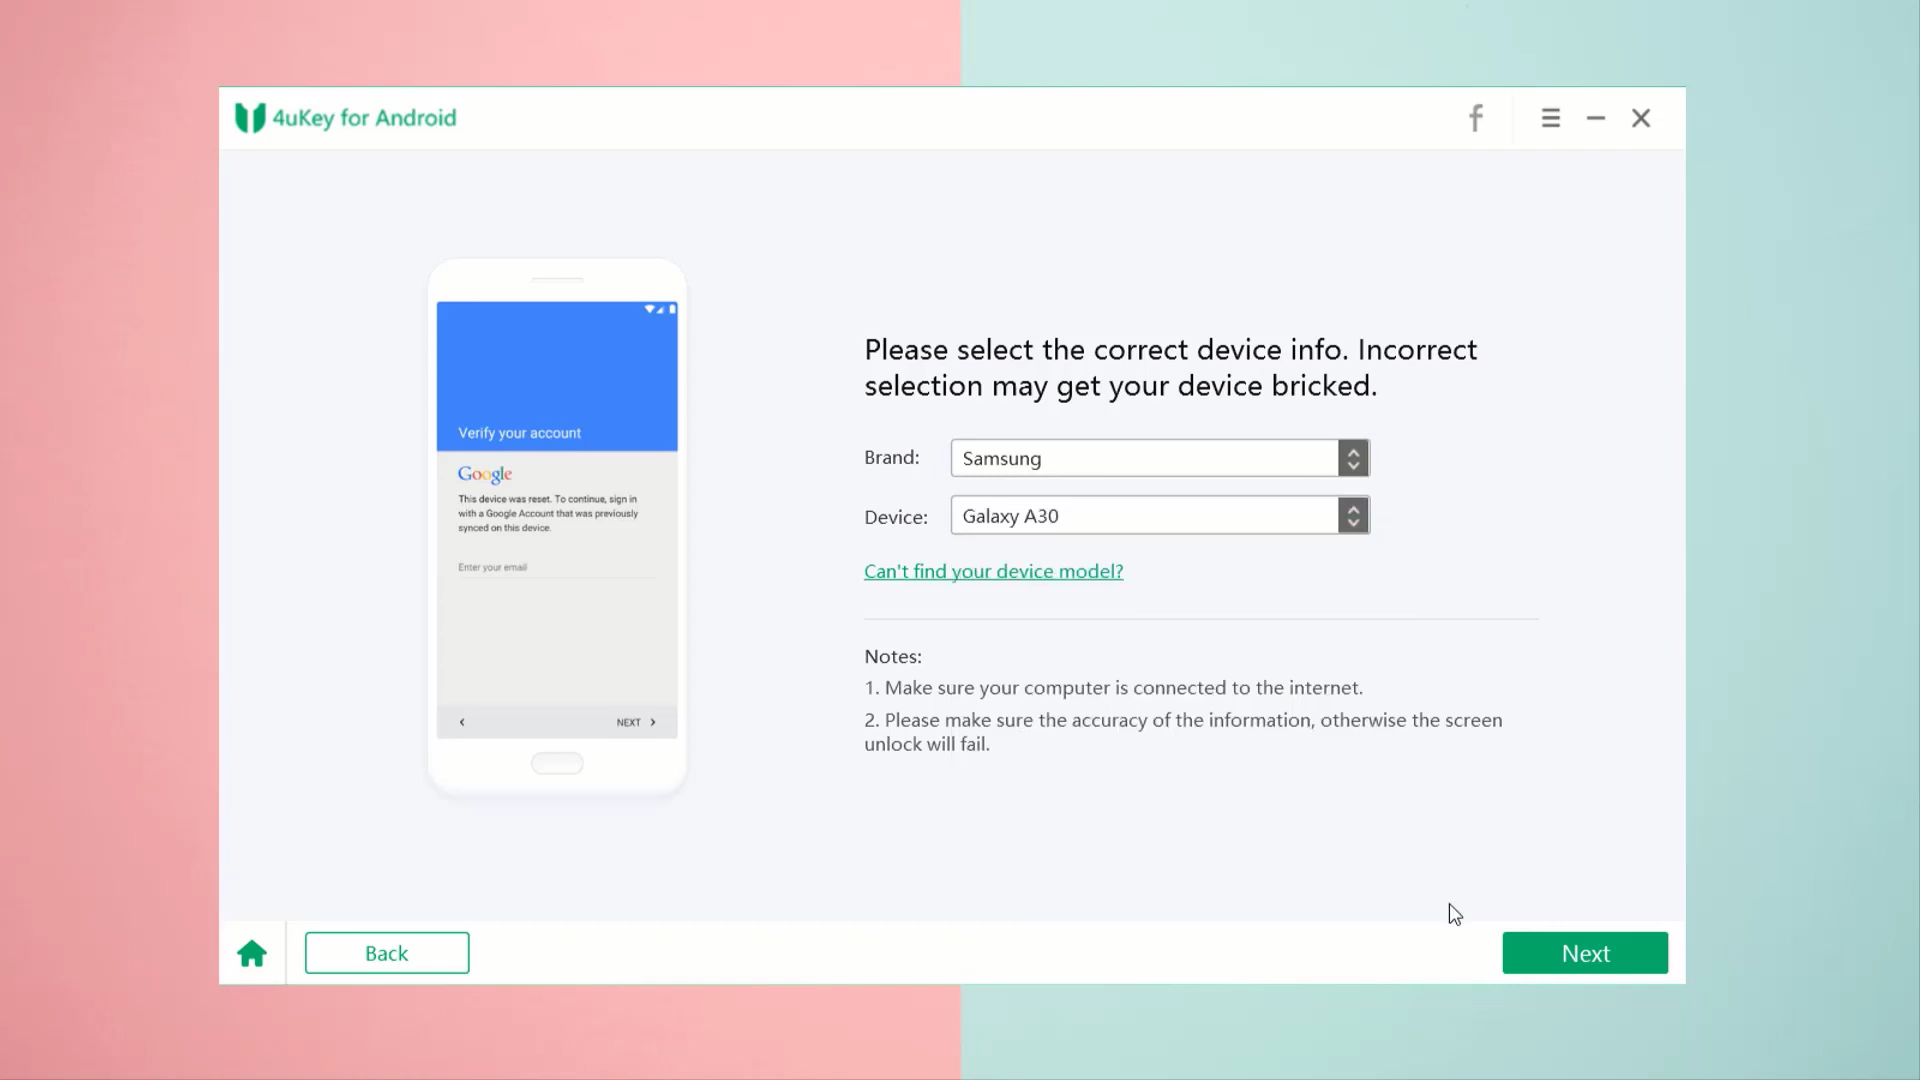 4uKey for Android
Verify your account
Google
This device was reset. To continue, sign in
with a Google Account that was previously
synced on this device.
Enter your email
NEXT
Please select the correct device info. Incorrect
selection may get your device bricked.
Brand: Samsung
Device: Galaxy A30
Can't find your device model?
Notes:
1. Make sure your computer is connected to the internet.
2. Please make sure the accuracy of the information, otherwise the screen
unlock will fail.
Back
Next